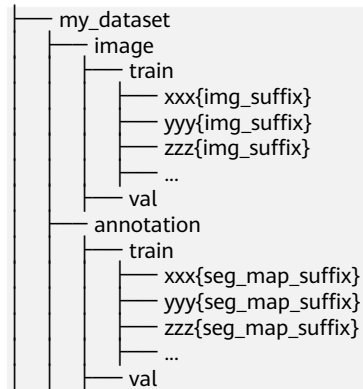 my_dataset
image
train
xxx{img_suffix}
yyy{img_suffix}
zzz{img_suffix}
...
val
annotation
train
xxx{seg_map_suffix}
yyy{seg_map_suffix}
zzz{seg_map_suffix}
...
val